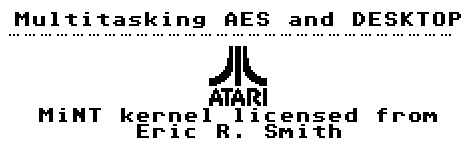 Multitasking AES and DESKTOP
ATARI
MiNT kernel licensed from
Eric R. Smith